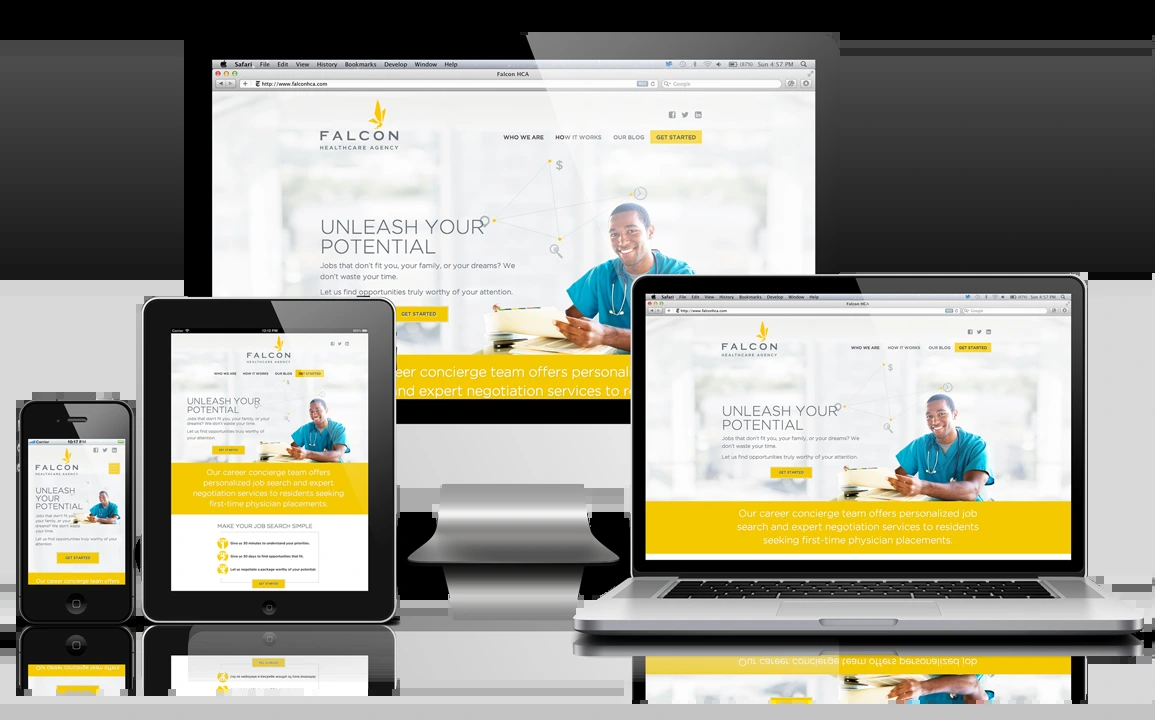 Safari File Edit View History Bookmarks Develop Window Help
(87%) Sun 4:57 PM
Falcon HCA
http://www.falconhca.com
Google
FALCON
HEALTHCARE AGENCY
WHO WE ARE HOW IT WORKS OUR BLOG GET STARTED
$
UNLEASH YOUR
POTENTIAL
Jobs that don't fit you, your family, or your dreams? We
don't waste your time.
Let us find opportunities truly worthy of your attention.
GET STARTED
eer concierge team offers personal
nd expert negotiation services to r
Safari File Edit View History Bookmarks Develop Window Help
(87%) Sun 4:57 PM
Falcon HCA
http://www.falconhca.com
Google
FALCON
HEALTHCARE AGENCY
WHO WE ARE HOW IT WORKS OUR BLOG GET STARTED
$
UNLEASH YOUR
POTENTIAL
Jobs that don't fit you, your family, or your dreams? We
don't waste your time.
Let us find opportunities truly worthy of your attention.
GET STARTED
Our career concierge team offers personalized job
search and expert negotiation services to residents
seeking first-time physician placements.
Carrier 10:12 PM
FALCON
HEALTHCARE AGENCY
WHO WE ARE HOW IT WORKS OUR BLOG GET STARTED
$
UNLEASH YOUR
POTENTIAL
Jobs that don't fit you, your family, or your
dreams? We don't waste your time.
Let us find opportunities truly worthy of
your attention.
GET STARTED
Our career concierge team offers
personalized job search and expert
negotiation services to residents seeking
first-time physician placements.
MAKE YOUR JOB SEARCH SIMPLE
1 Give us 30 minutes to understand your priorities.
2 Give us 30 days to find opportunities that fit.
3 Let us negotiate a package worthy of your potential.
GET STARTED
Carrier 10:17 PM
FALCON
HEALTHCARE AGENCY
UNLEASH
YOUR
POTENTIAL
Jobs that don't fit you,
your family, or your
dreams? We don't waste
your time.
Let us find opportunities truly worthy of your
attention.
GET STARTED
Our career concierge team offers